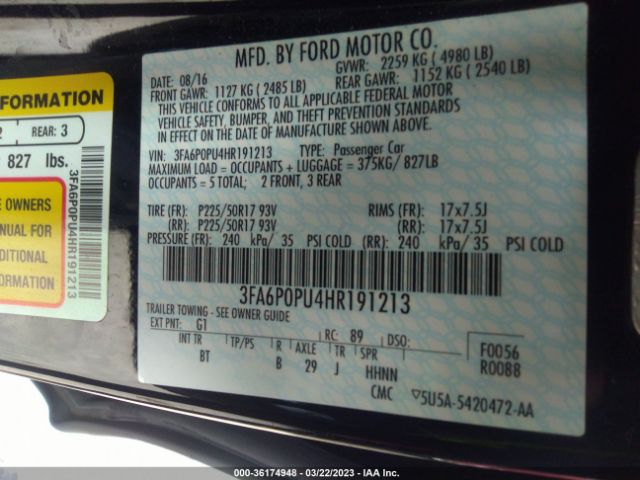 MFD. BY FORD MOTOR CO.
DATE: 08/16
GVWR: 2259 KG ( 4980 LB)
FRONT GAWR: 1127 KG ( 2485 LB)
REAR GAWR: 1152 KG ( 2540 LB)
THIS VEHICLE CONFORMS TO ALL APPLICABLE FEDERAL MOTOR
VEHICLE SAFETY, BUMPER, AND THEFT PREVENTION STANDARDS
IN EFFECT ON THE DATE OF MANUFACTURE SHOWN ABOVE.
VIN: 3FA6P0PU4HR191213 TYPE: Passenger Car
MAXIMUM LOAD = OCCUPANTS + LUGGAGE = 375KG/ 827LB
OCCUPANTS = 5 TOTAL; 2 FRONT, 3 REAR
TIRE (FR): P225/50R17 93V RIMS (FR): 17x7.5J
(RR): P225/50R17 93V (RR): 17x7.5J
PRESSURE (FR): 240 kPa/ 35 PSI COLD (RR): 240 kPa/ 35 PSI COLD
3FA6P0PU4HR191213
TRAILER TOWING - SEE OWNER GUIDE
EXT PNT: G1 RC: 89 DSO: F0056
INT TR TP/PS R AXLE TR SPR R0088
BT B 29 J HHNN
CMC ▽5U5A-5420472-AA
FORMATION
2 REAR: 3
827 lbs.
OWNERS
MANUAL FOR
DITIONAL
FORMATION
3FA6P0PU4HR191213
000-36174948 - 03/22/2023 - IAAI.COM